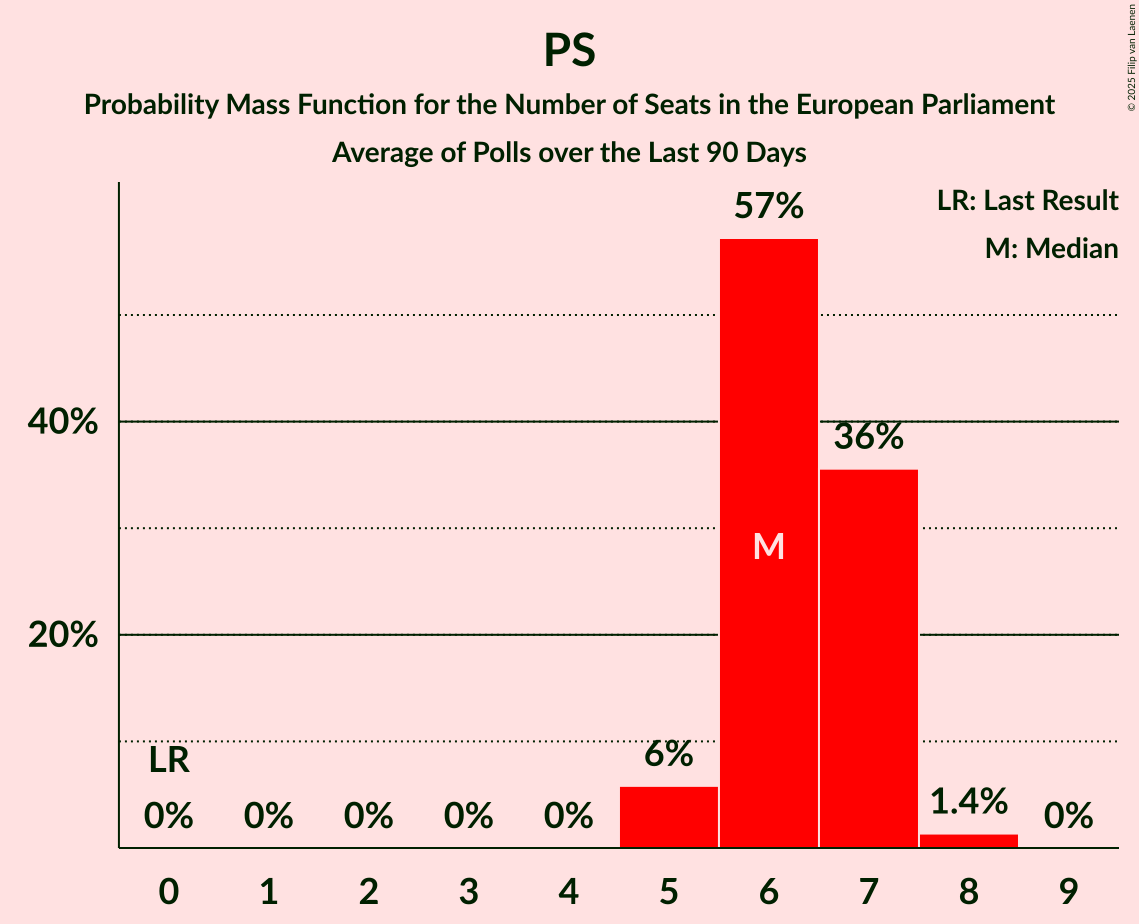 PS
Probability Mass Function for the Number of Seats in the European Parliament
Average of Polls over the Last 90 Days
© 2025 Filip van Laenen
LR: Last Result
M: Median
57%
40%
36%
M
20%
LR
6%
0% 0% 0% 0% 0% 1.4% 0%
0 1 2 3 4 5 6 7 8 9